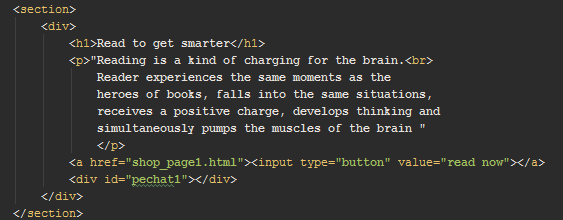 <section>
<div>
<h1>Read to get smarter</h1>
<p>"Reading is a kind of charging for the brain.<br>
Reader experiences the same moments as the
heroes of books, falls into the same situations,
receives a positive charge, develops thinking and
simultaneously pumps the muscles of the brain "
</p>
<a href="shop_page1.html"><input type="button" value="read now"></a>
<div id="pechat1"></div>
</div>
</section>